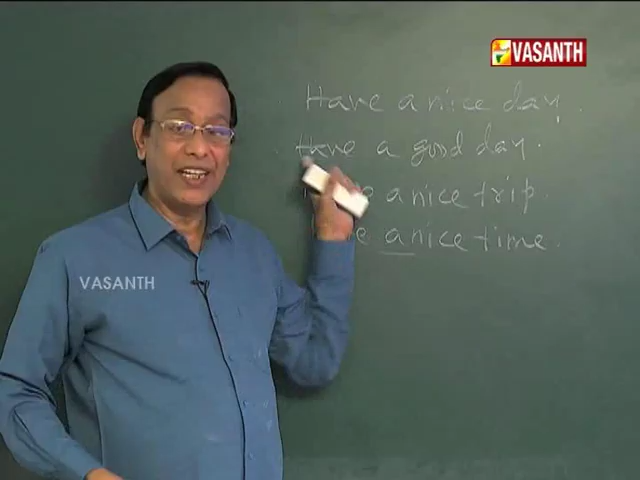 VASANTH
Have a nice day.
Have a good day.
a nice trip.
a nice time.
VASANTH